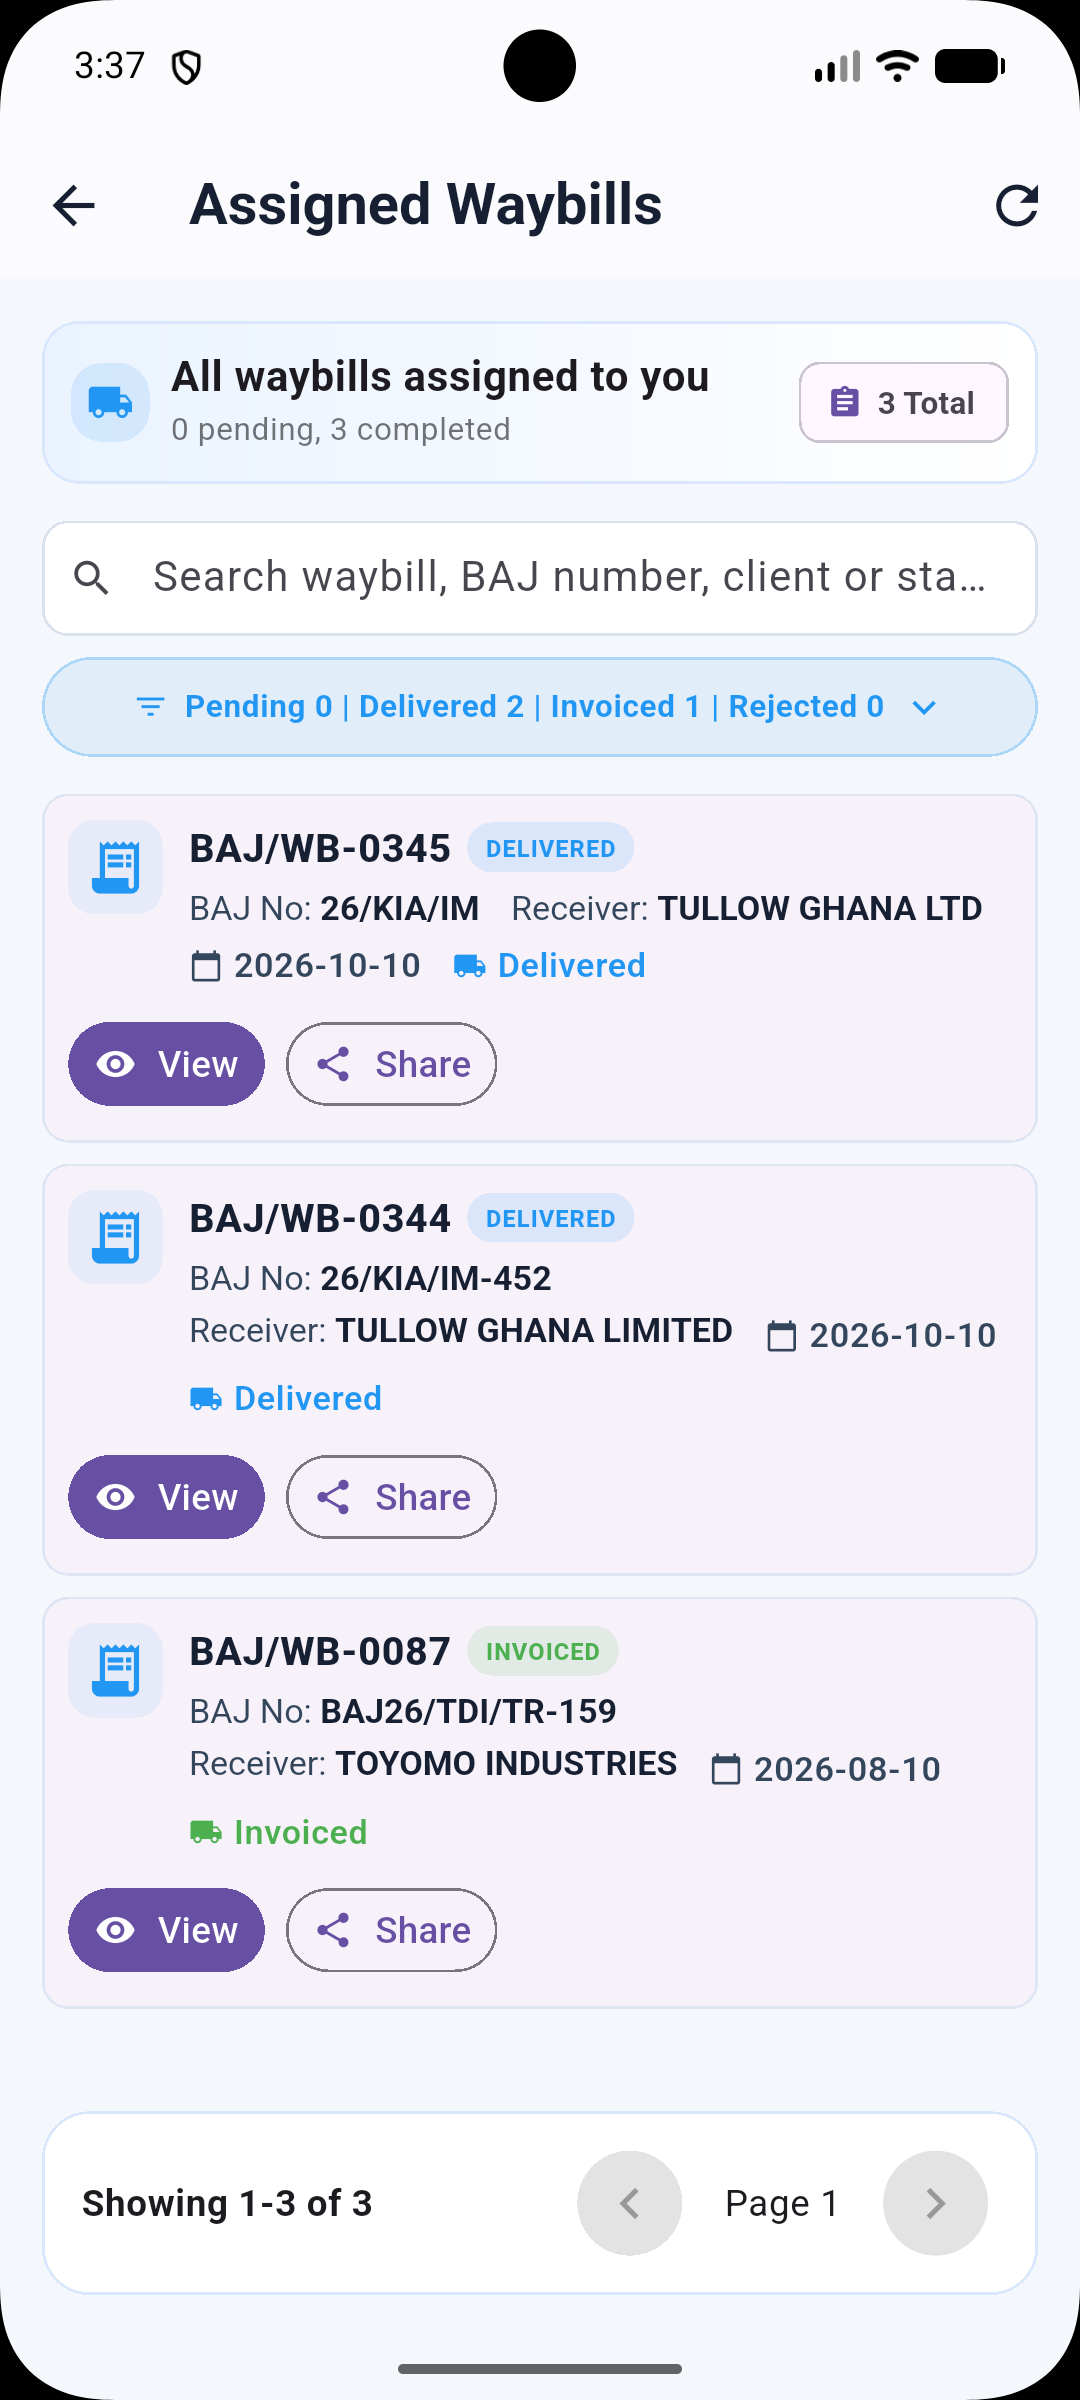 3:37
Assigned Waybills
All waybills assigned to you
0 pending, 3 completed
3 Total
Search waybill, BAJ number, client or sta...
Pending 0 | Delivered 2 | Invoiced 1 | Rejected 0
BAJ/WB-0345 DELIVERED
BAJ No: 26/KIA/IM Receiver: TULLOW GHANA LTD
2026-10-10 Delivered
View Share
BAJ/WB-0344 DELIVERED
BAJ No: 26/KIA/IM-452
Receiver: TULLOW GHANA LIMITED 2026-10-10
Delivered
View Share
BAJ/WB-0087 INVOICED
BAJ No: BAJ26/TDI/TR-159
Receiver: TOYOMO INDUSTRIES 2026-08-10
Invoiced
View Share
Showing 1-3 of 3 Page 1